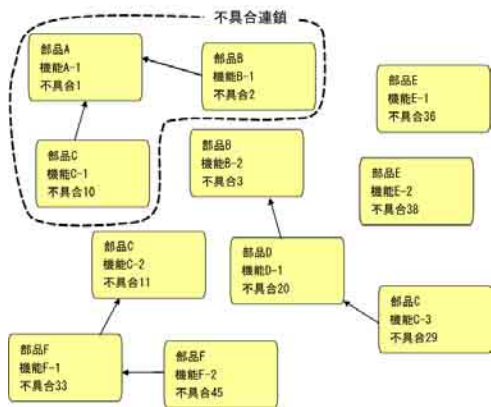 不具合連鎖
部品A
機能A-1
不具合1
部品B
機能B-1
不具合2
部品E
機能E-1
不具合36
部品C
機能C-1
不具合10
部品B
機能B-2
不具合3
部品E
機能E-2
不具合38
部品C
機能C-2
不具合11
部品D
機能D-1
不具合20
部品C
機能C-3
不具合29
部品F
機能F-1
不具合33
部品F
機能F-2
不具合45